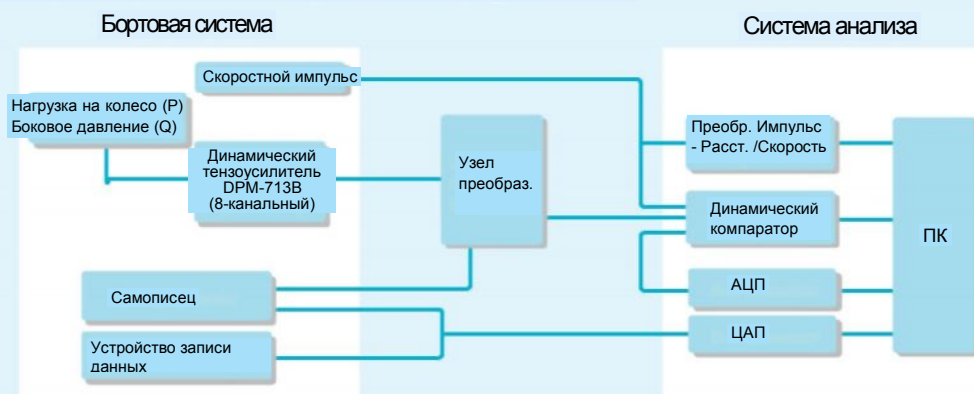 Бортовая система
Система анализа
Скоростной импульс
Нагрузка на колесо (P)
Боковое давление (Q)
Динамический
тензоусилитель
DPM-713B
(8-канальный)
Узел
преобраз.
Преобр. Импульс
- Расст. /Скорость
Динамический
компаратор
ПК
Самописец
АЦП
ЦАП
Устройство записи
данных